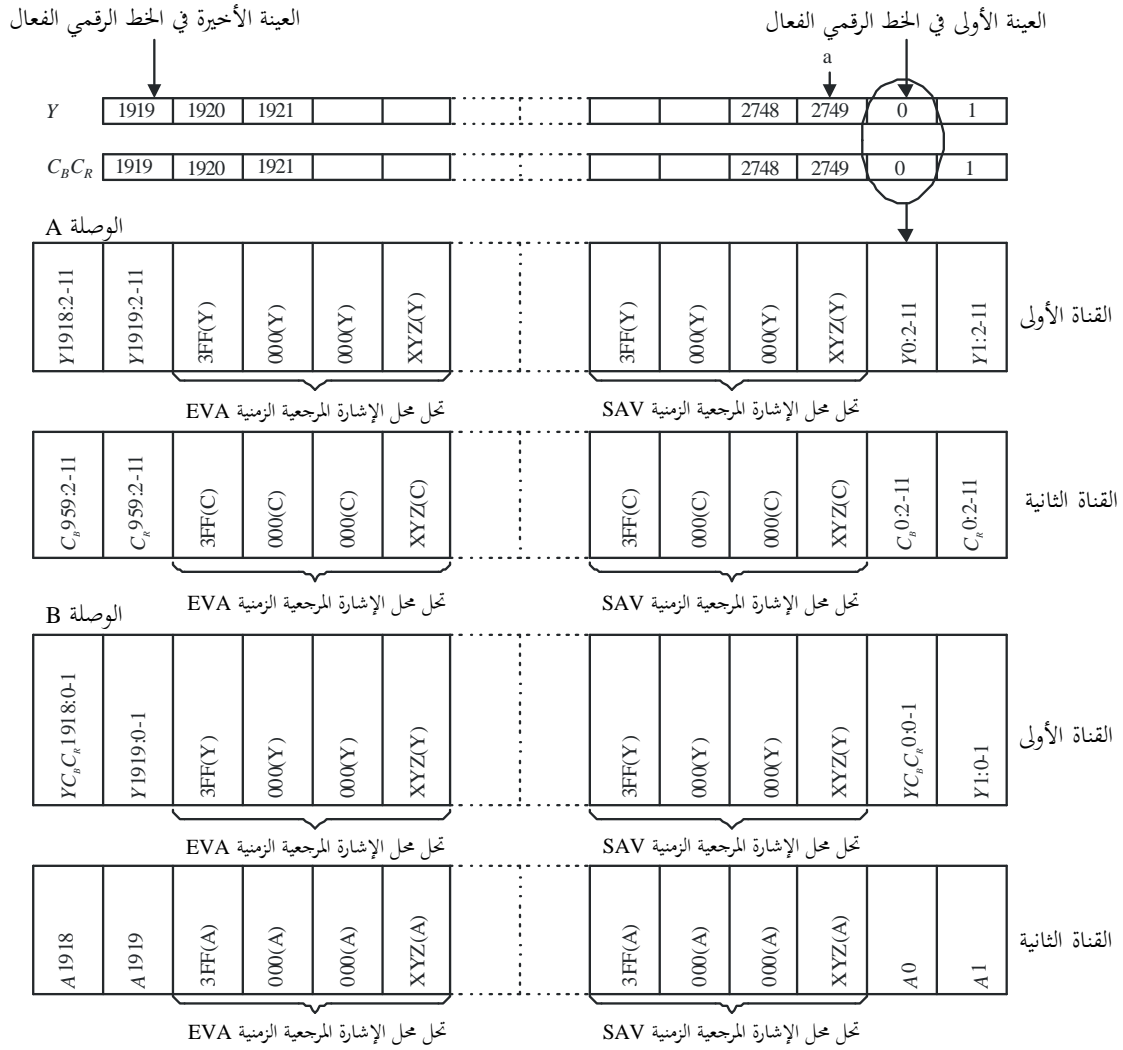 العينة الأخيرة في الخط الرقمي الفعال
العينة الأولى في الخط الرقمي الفعال
a
Y 1919 1920 1921 2748 2749 0 1
C_BC_R 1919 1920 1921 2748 2749 0 1
الوصلة A
Y1918:2-11 Y1919:2-11 3FF(Y) 000(Y) 000(Y) XYZ(Y) 3FF(Y) 000(Y) 000(Y) XYZ(Y) Y0:2-11 Y1:2-11 القناة الأولى
تحل محل الإشارة المرجعية الزمنية EVA
تحل محل الإشارة المرجعية الزمنية SAV
C_B959:2-11 C_R959:2-11 3FF(C) 000(C) 000(C) XYZ(C) 3FF(C) 000(C) 000(C) XYZ(C) C_B0:2-11 C_R0:2-11 القناة الثانية
تحل محل الإشارة المرجعية الزمنية EVA
تحل محل الإشارة المرجعية الزمنية SAV
الوصلة B
YC_BC_R1918:0-1 Y1919:0-1 3FF(Y) 000(Y) 000(Y) XYZ(Y) 3FF(Y) 000(Y) 000(Y) XYZ(Y) YC_BC_R0:0-1 Y1:0-1 القناة الأولى
تحل محل الإشارة المرجعية الزمنية EVA
تحل محل الإشارة المرجعية الزمنية SAV
A1918 A1919 3FF(A) 000(A) 000(A) XYZ(A) 3FF(A) 000(A) 000(A) XYZ(A) A0 A1 القناة الثانية
تحل محل الإشارة المرجعية الزمنية EVA
تحل محل الإشارة المرجعية الزمنية SAV